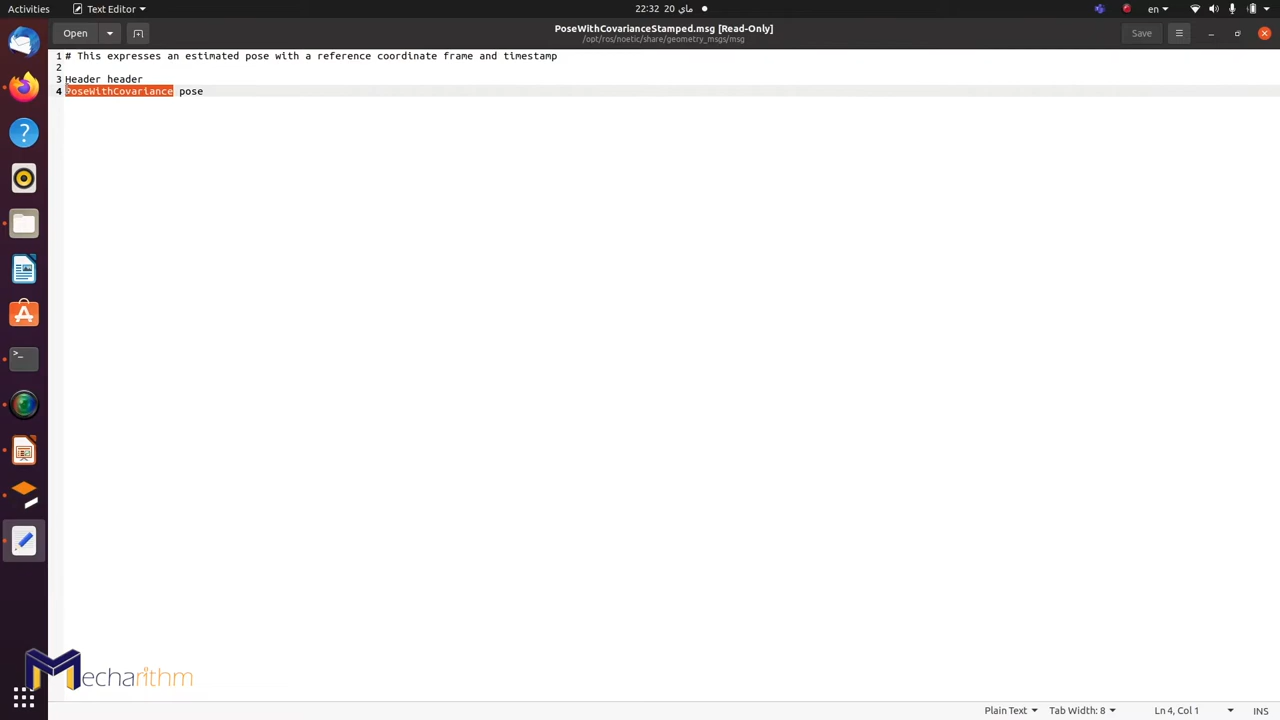 Activities
Text Editor
22:32 20 ماي
en
Open
PoseWithCovarianceStamped.msg [Read-Only]
/opt/ros/noetic/share/geometry_msgs/msg
Save
1 # This expresses an estimated pose with a reference coordinate frame and timestamp
2
3 Header header
4 PoseWithCovariance pose
Mecharithm
Plain Text
Tab Width: 8
Ln 4, Col 1
INS